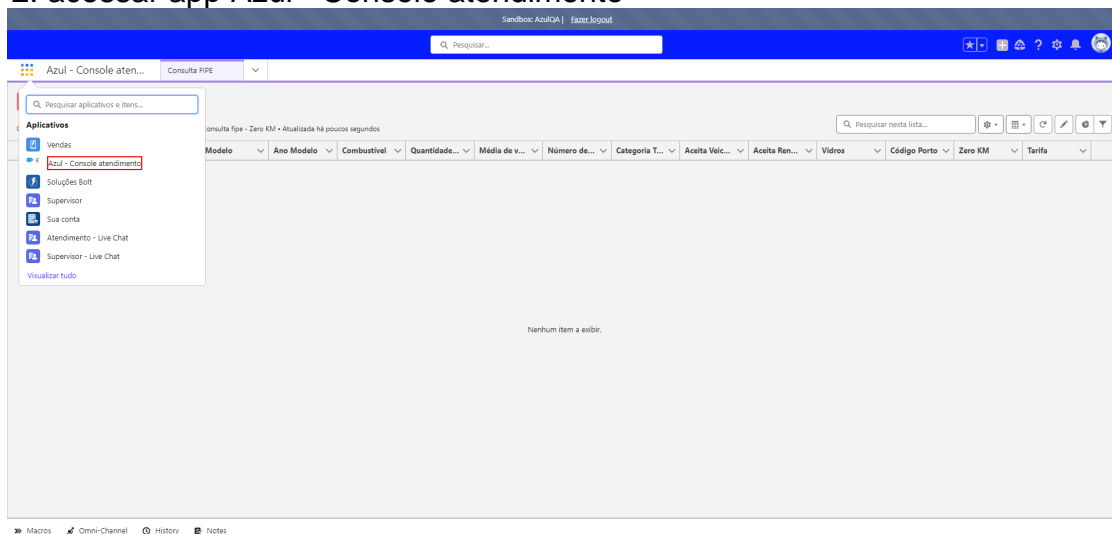 2. acessar app Azul - Console atendimento
Sandbox: AzulQA | Fazer logout
Pesquisar...
Azul - Console aten...
Consulta FIPE
Pesquisar aplicativos e itens...
Aplicativos
Vendas
Azul - Console atendimento
Soluções Bolt
Supervisor
Sua conta
Atendimento - Live Chat
Supervisor - Live Chat
Visualizar tudo
consulta fipe - Zero KM • Atualizada há poucos segundos
Pesquisar nesta lista...
Modelo Ano Modelo Combustível Quantidade... Média de v... Número de... Categoria T... Aceita Veic... Aceita Ren... Vidros Código Porto Zero KM Tarifa
Nenhum item a exibir.
Macros Omni-Channel History Notes